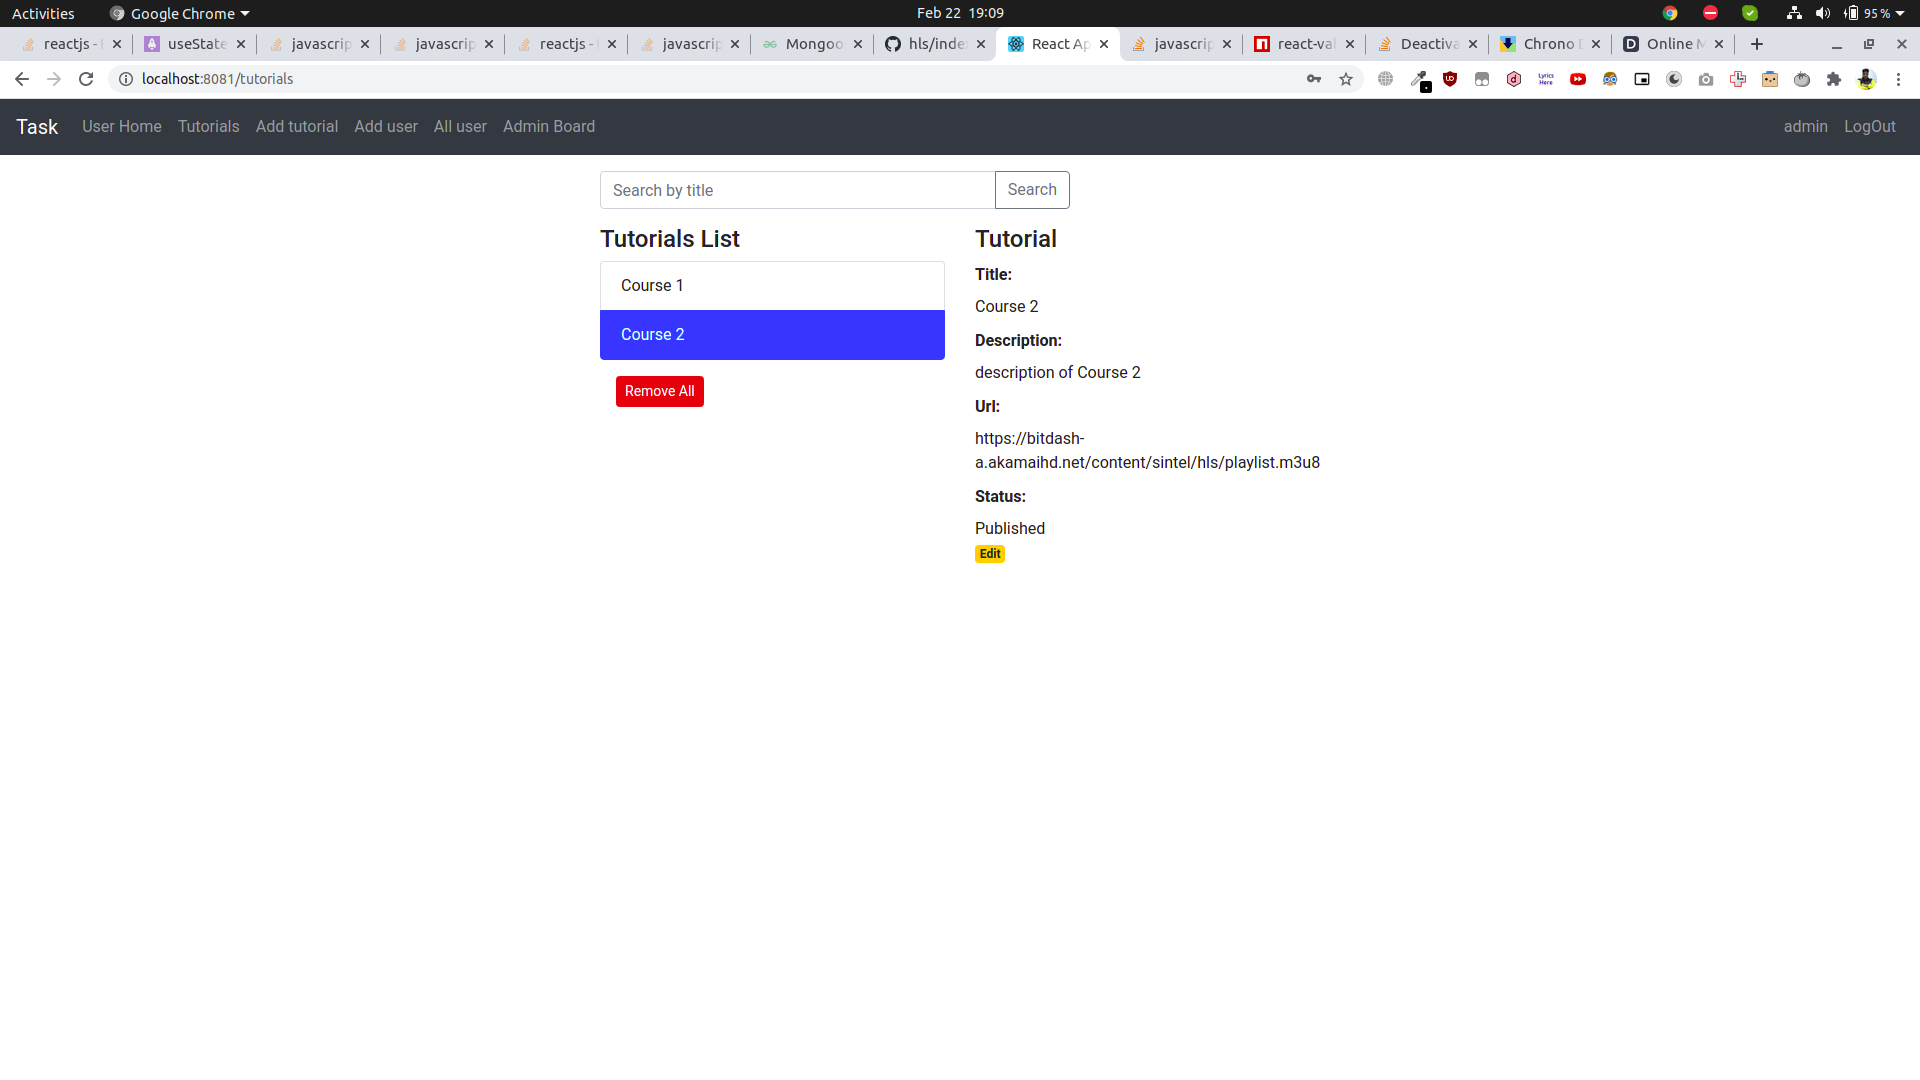 Activities Google Chrome Feb 22 19:09 95 %
reactjs - useState javascrip javascrip reactjs - javascrip Mongoo hls/inde React Ap javascrip react-val Deactiva Chrono Online M
localhost:8081/tutorials
Task User Home Tutorials Add tutorial Add user All user Admin Board admin LogOut
Search by title Search
Tutorials List
Course 1
Course 2
Remove All
Tutorial
Title:
Course 2
Description:
description of Course 2
Url:
https://bitdash-
a.akamaihd.net/content/sintel/hls/playlist.m3u8
Status:
Published
Edit